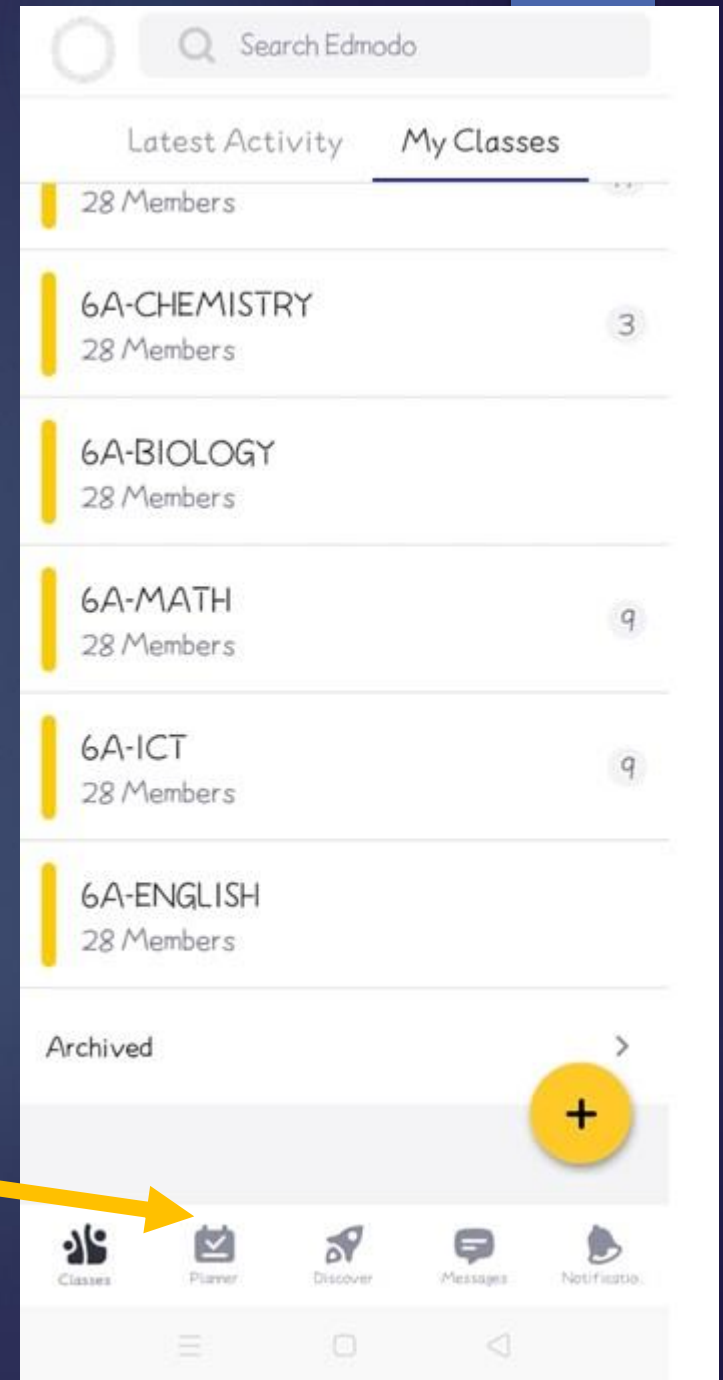 Search Edmodo
Latest Activity My Classes
28 Members
6A-CHEMISTRY
28 Members
3
6A-BIOLOGY
28 Members
6A-MATH
28 Members
9
6A-ICT
28 Members
9
6A-ENGLISH
28 Members
Archived
+
Classes Planner Discover Messages Notificatio..